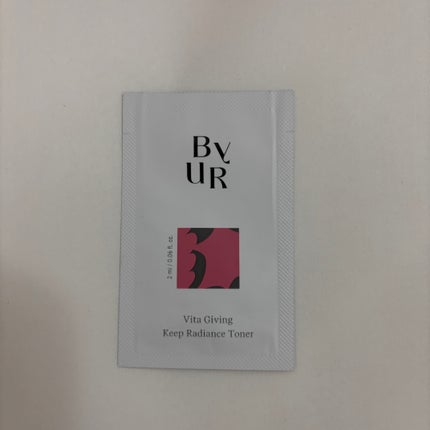 By
UR
2 ml / 0.06 fl. oz.
Vita Giving
Keep Radiance Toner